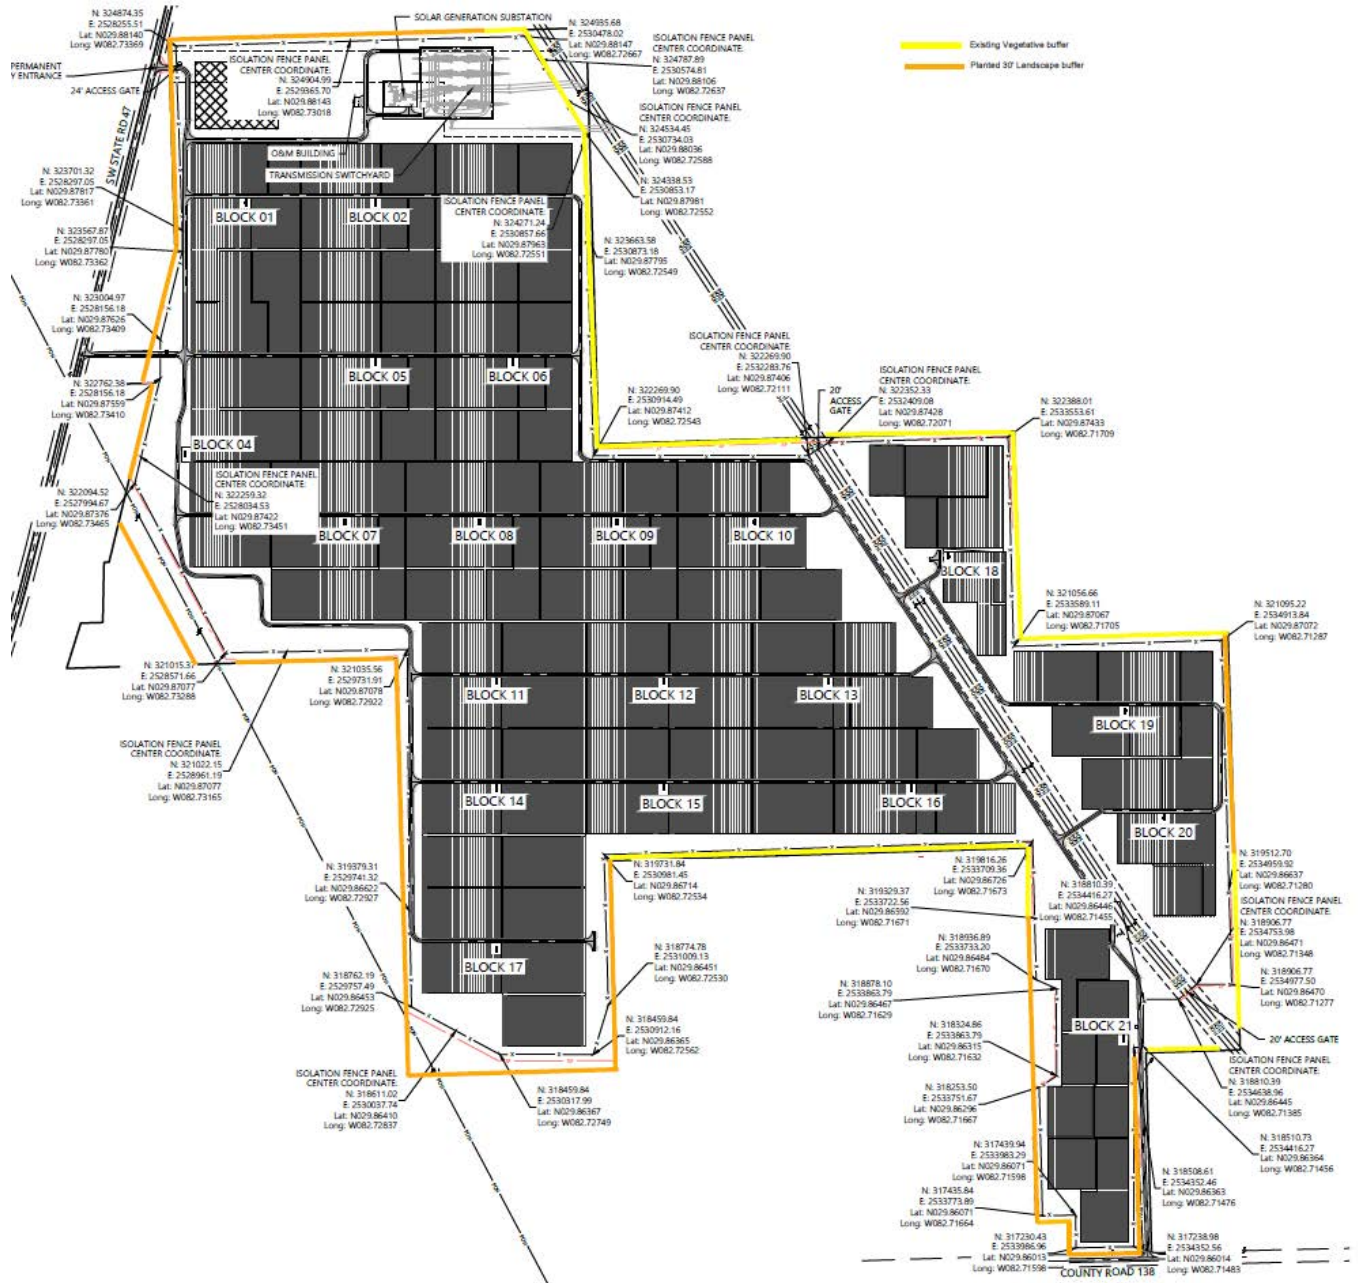 N: 324874.35
E: 2528255.51
Lat: N029.88140
Long: W082.73369
SOLAR GENERATION SUBSTATION
N: 324935.68
E: 2530478.02
Lat: N029.88147
Long: W082.72667
ISOLATION FENCE PANEL
CENTER COORDINATE:
N: 324787.89
E: 2530574.81
Lat: N029.88106
Long: W082.72637
Existing Vegetative buffer
Planted 30' Landscape buffer
PERMANENT
Y ENTRANCE
24' ACCESS GATE
ISOLATION FENCE PANEL
CENTER COORDINATE:
N: 324904.99
E: 2529365.70
Lat: N029.88143
Long: W082.73018
ISOLATION FENCE PANEL
CENTER COORDINATE:
N: 324534.45
E: 2530734.03
Lat: N029.88036
Long: W082.72588
SW STATE RD 47
O&M BUILDING
TRANSMISSION SWITCHYARD
N: 323701.32
E: 2528297.05
Lat: N029.87817
Long: W082.73361
N: 324338.53
E: 2530853.17
Lat: N029.87981
Long: W082.72552
BLOCK 01
BLOCK 02
ISOLATION FENCE PANEL
CENTER COORDINATE:
N: 324271.24
E: 2530857.66
Lat: N029.87963
Long: W082.72551
N: 323567.87
E: 2528297.05
Lat: N029.87780
Long: W082.73362
N: 323663.58
E: 2530873.18
Lat: N029.87795
Long: W082.72549
N: 323004.97
E: 2528156.18
Lat: N029.87626
Long: W082.73409
ISOLATION FENCE PANEL
CENTER COORDINATE:
N: 322269.90
E: 2532283.76
Lat: N029.87406
Long: W082.72111
20'
ACCESS
GATE
ISOLATION FENCE PANEL
CENTER COORDINATE:
N: 322352.33
E: 2532409.08
Lat: N029.87428
Long: W082.72071
N: 322388.01
E: 2533553.61
Lat: N029.87433
Long: W082.71709
N: 322762.38
E: 2528156.18
Lat: N029.87559
Long: W082.73410
BLOCK 05
BLOCK 06
N: 322269.90
E: 2530914.49
Lat: N029.87412
Long: W082.72543
BLOCK 04
ISOLATION FENCE PANEL
CENTER COORDINATE:
N: 322259.32
E: 2528034.53
Lat: N029.87422
Long: W082.73451
N: 322094.52
E: 2527994.67
Lat: N029.87376
Long: W082.73465
BLOCK 07
BLOCK 08
BLOCK 09
BLOCK 10
BLOCK 18
N: 321056.66
E: 2533589.11
Lat: N029.87067
Long: W082.71705
N: 321095.22
E: 2534913.84
Lat: N029.87072
Long: W082.71287
N: 321015.37
E: 2528571.66
Lat: N029.87077
Long: W082.73288
N: 321035.56
E: 2529731.91
Lat: N029.87078
Long: W082.72922
BLOCK 11
BLOCK 12
BLOCK 13
BLOCK 19
ISOLATION FENCE PANEL
CENTER COORDINATE:
N: 321022.15
E: 2528961.19
Lat: N029.87077
Long: W082.73165
BLOCK 14
BLOCK 15
BLOCK 16
BLOCK 20
N: 319379.31
E: 2529741.32
Lat: N029.86622
Long: W082.72927
N: 319731.84
E: 2530981.45
Lat: N029.86714
Long: W082.72534
N: 319816.26
E: 2533709.36
Lat: N029.86726
Long: W082.71673
N: 319512.70
E: 2534959.92
Lat: N029.86637
Long: W082.71280
N: 319329.37
E: 2533722.56
Lat: N029.86592
Long: W082.71671
N: 318810.39
E: 2534416.27
Lat: N029.86446
Long: W082.71455
ISOLATION FENCE PANEL
CENTER COORDINATE:
N: 318906.77
E: 2534753.98
Lat: N029.86471
Long: W082.71348
BLOCK 17
N: 318774.78
E: 2531009.13
Lat: N029.86451
Long: W082.72530
N: 318936.89
E: 2533733.20
Lat: N029.86484
Long: W082.71670
N: 318762.19
E: 2529757.49
Lat: N029.86453
Long: W082.72925
N: 318906.77
E: 2534977.50
Lat: N029.86470
Long: W082.71277
N: 318878.10
E: 2533863.79
Lat: N029.86467
Long: W082.71629
N: 318459.84
E: 2530912.16
Lat: N029.86365
Long: W082.72562
N: 318324.86
E: 2533863.79
Lat: N029.86315
Long: W082.71632
BLOCK 21
20' ACCESS GATE
ISOLATION FENCE PANEL
CENTER COORDINATE:
N: 318611.02
E: 2530037.74
Lat: N029.86410
Long: W082.72837
N: 318459.84
E: 2530317.99
Lat: N029.86367
Long: W082.72749
N: 318253.50
E: 2533751.67
Lat: N029.86296
Long: W082.71667
ISOLATION FENCE PANEL
CENTER COORDINATE:
N: 318810.39
E: 2534638.96
Lat: N029.86445
Long: W082.71385
N: 317439.94
E: 2533983.29
Lat: N029.86071
Long: W082.71598
N: 318510.73
E: 2534416.27
Lat: N029.86364
Long: W082.71456
N: 318508.61
E: 2534352.46
Lat: N029.86363
Long: W082.71476
N: 317435.84
E: 2533773.89
Lat: N029.86071
Long: W082.71664
N: 317230.43
E: 2533986.96
Lat: N029.86013
Long: W082.71598
N: 317238.98
E: 2534352.56
Lat: N029.86014
Long: W082.71483
COUNTY ROAD 138